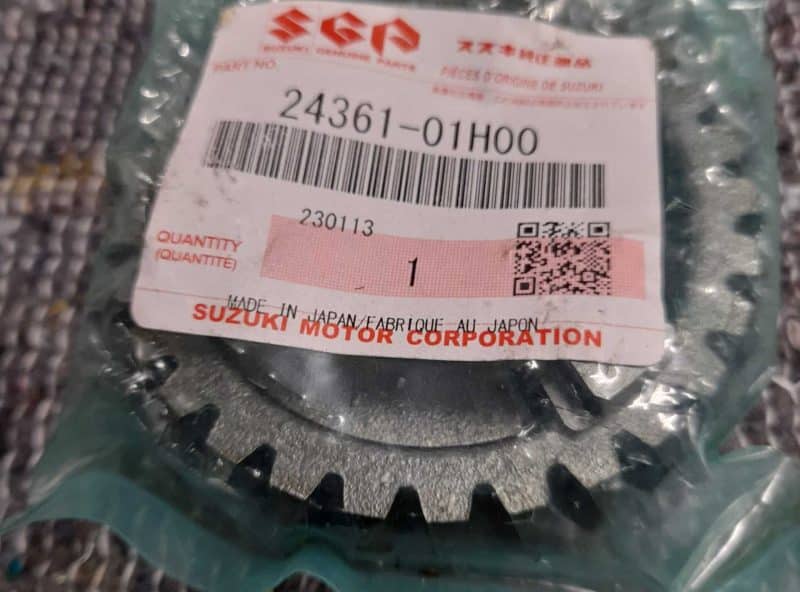 SGP
SUZUKI GENUINE PARTS
スズキ純正部品
PART NO.
PIÈCES D'ORIGINE DE SUZUKI
24361-01H00
230113
QUANTITY
(QUANTITÉ)
1
MADE IN JAPAN/FABRIQUE AU JAPON
SUZUKI MOTOR CORPORATION